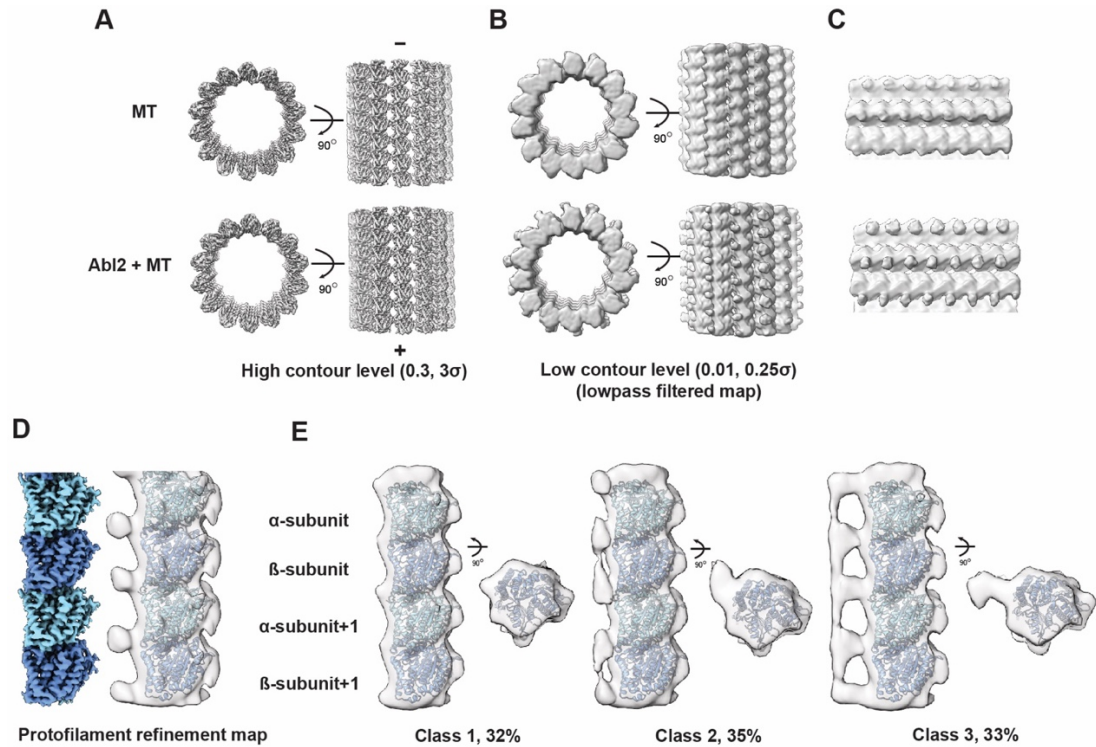 A
B
C
MT
−
90°
90°
Abl2 + MT
90°
90°
+
High contour level (0.3, 3σ)
Low contour level (0.01, 0.25σ)
(lowpass filtered map)
D
E
α-subunit
ß-subunit
α-subunit+1
ß-subunit+1
90°
90°
90°
Protofilament refinement map
Class 1, 32%
Class 2, 35%
Class 3, 33%